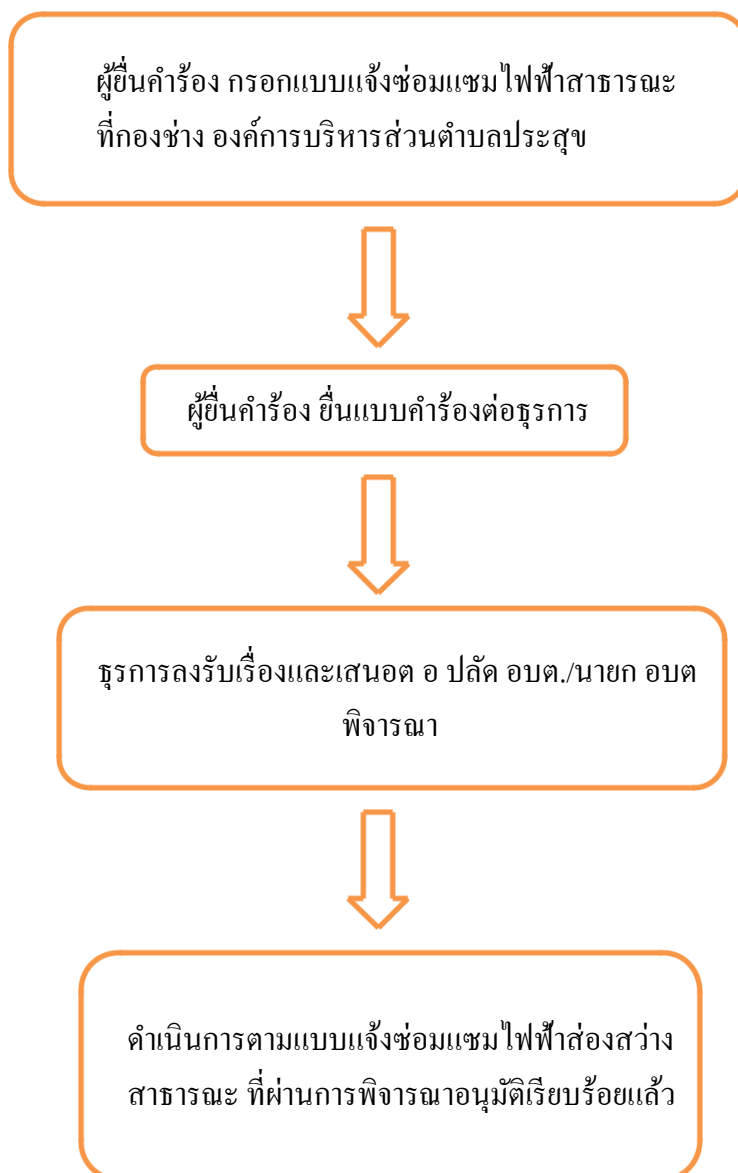 ผู้ยื่นคำร้อง กรอกแบบแจ้งซ่อมแซมไฟฟ้าสาธารณะ
ที่กองช่าง องค์การบริหารส่วนตำบลประสุข
ผู้ยื่นคำร้อง ยื่นแบบคำร้องต่อธุรการ
ธุรการลงรับเรื่องและเสนอต อ ปลัด อบต./นายก อบต
พิจารณา
ดำเนินการตามแบบแจ้งซ่อมแซมไฟฟ้าส่องสว่าง
สาธารณะ ที่ผ่านการพิจารณาอนุมัติเรียบร้อยแล้ว